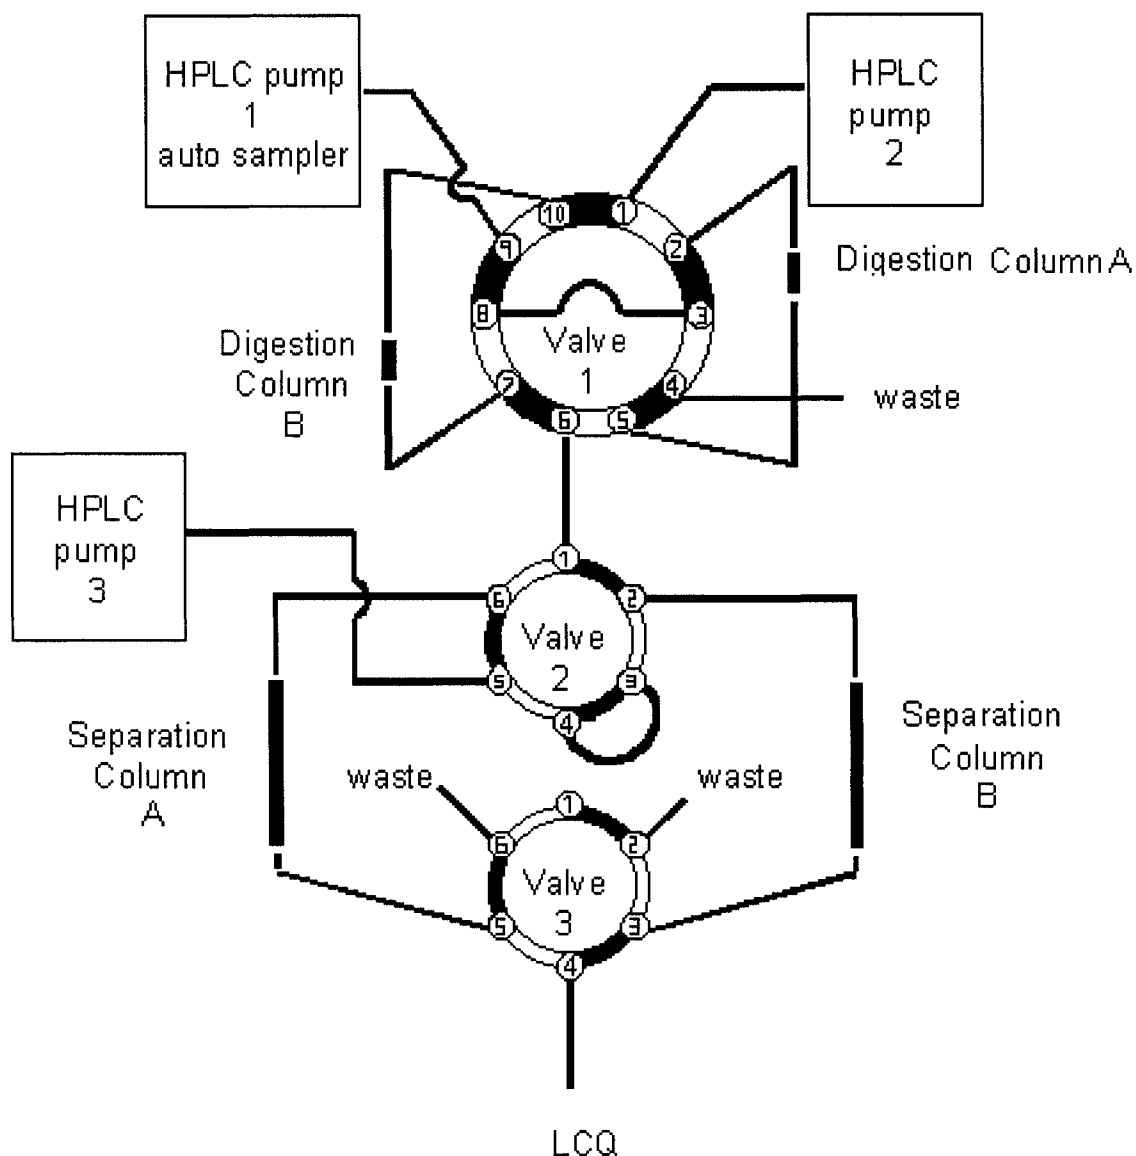 HPLC pump
1
auto sampler
HPLC
pump
2
10
1
9
2
8
3
7
4
6
5
Valve
1
Digestion Column A
Digestion
Column
B
waste
HPLC
pump
3
1
6
2
5
3
4
Valve
2
Separation
Column
A
Separation
Column
B
waste
waste
1
6
2
5
3
4
Valve
3
LCQ